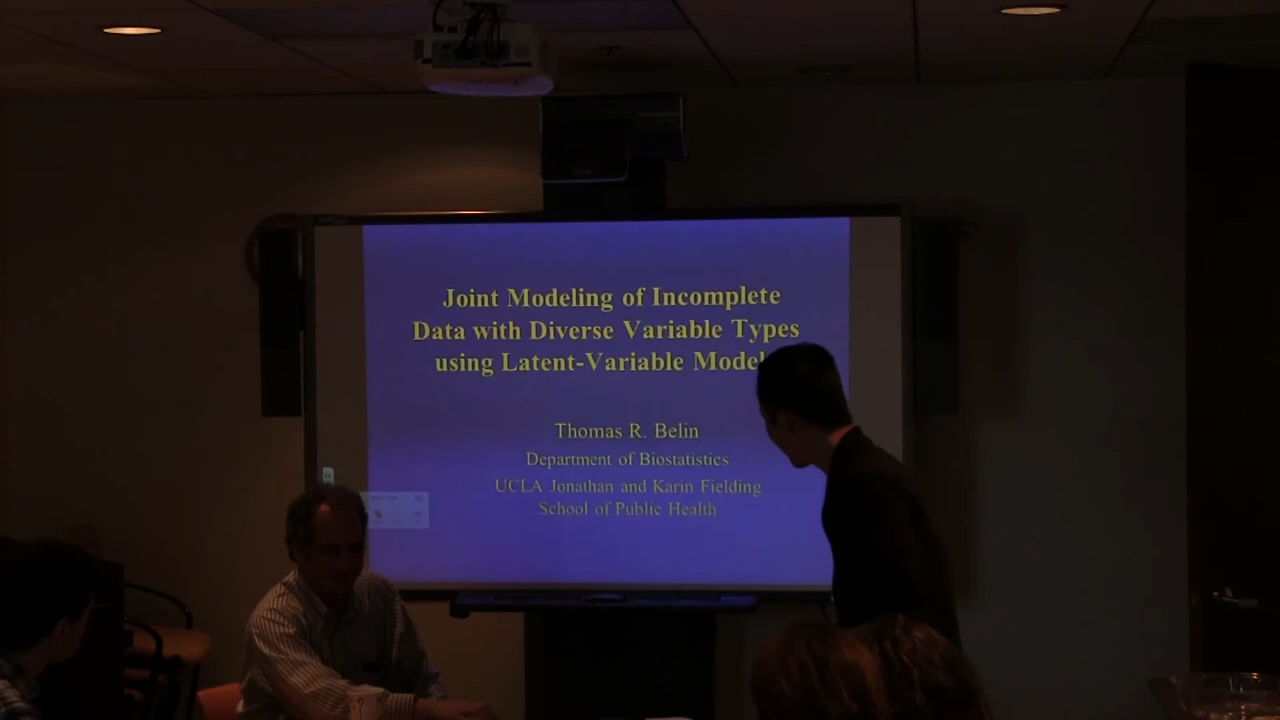 Joint Modeling of Incomplete
Data with Diverse Variable Types
using Latent-Variable
Thomas R. Belin
Department of Biostatistics
UCLA Jonathan and Karin Fielding
School of Public Health